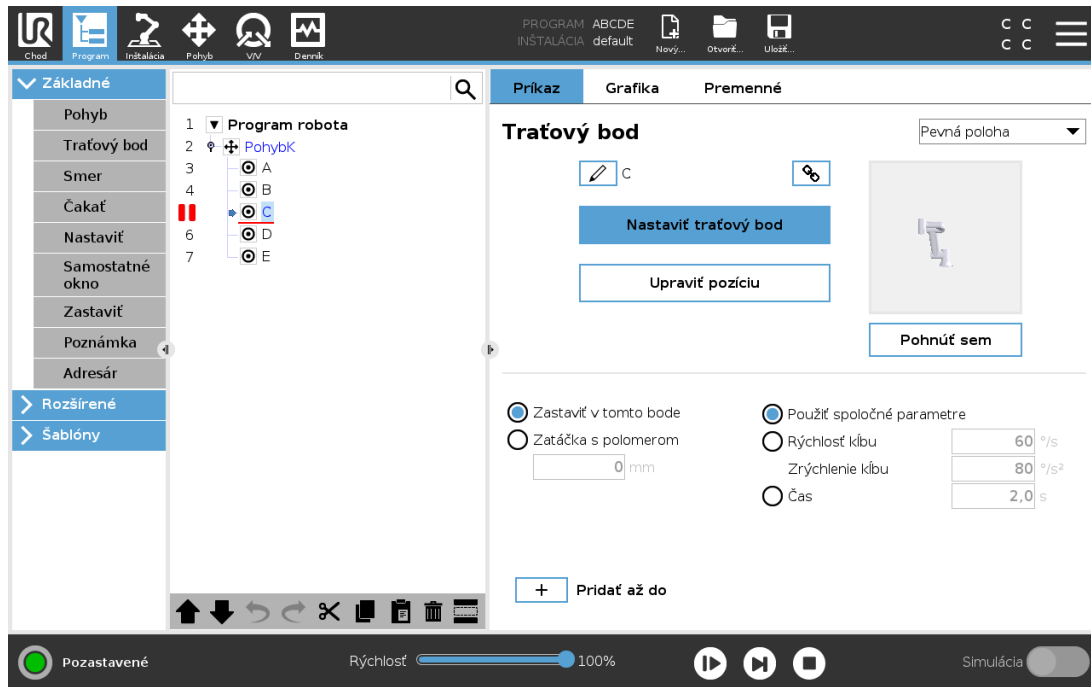 PROGRAM ABCDE
INŠTALÁCIA default
Chod Program Inštalácia Pohyb V/V Denník Nový... Otvoriť... Uložiť...
C C
C C
Základné
Pohyb
Traťový bod
Smer
Čakať
Nastaviť
Samostatné
okno
Zastaviť
Poznámka
Adresár
Rozšírené
Šablóny
1 Program robota
2 PohybK
3 A
4 B
C
6 D
7 E
Príkaz Grafika Premenné
Traťový bod Pevná poloha
C
Nastaviť traťový bod
Upraviť pozíciu
Pohnúť sem
Zastaviť v tomto bode
Zatáčka s polomerom
0 mm
Použiť spoločné parametre
Rýchlosť kĺbu 60 °/s
Zrýchlenie kĺbu 80 °/s²
Čas 2,0 s
+ Pridať až do
Pozastavené Rýchlosť 100% Simulácia